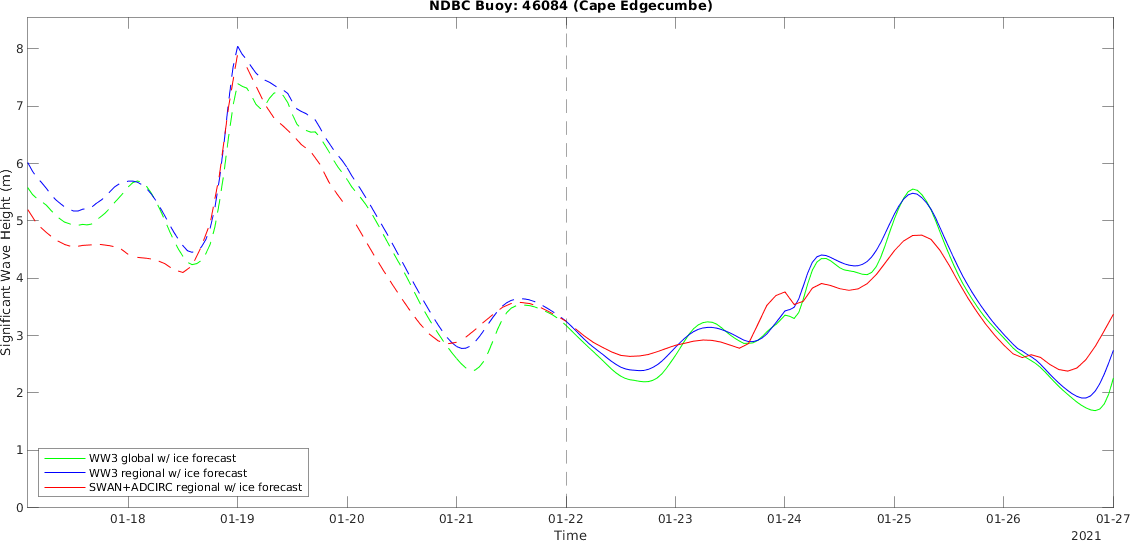 NDBC Buoy: 46084 (Cape Edgecumbe)
8
7
6
5
4
3
2
1
0
Significant Wave Height (m)
WW3 global w/ ice forecast
WW3 regional w/ ice forecast
SWAN+ADCIRC regional w/ ice forecast
01-18 01-19 01-20 01-21 01-22 01-23 01-24 01-25 01-26 01-27
Time
2021